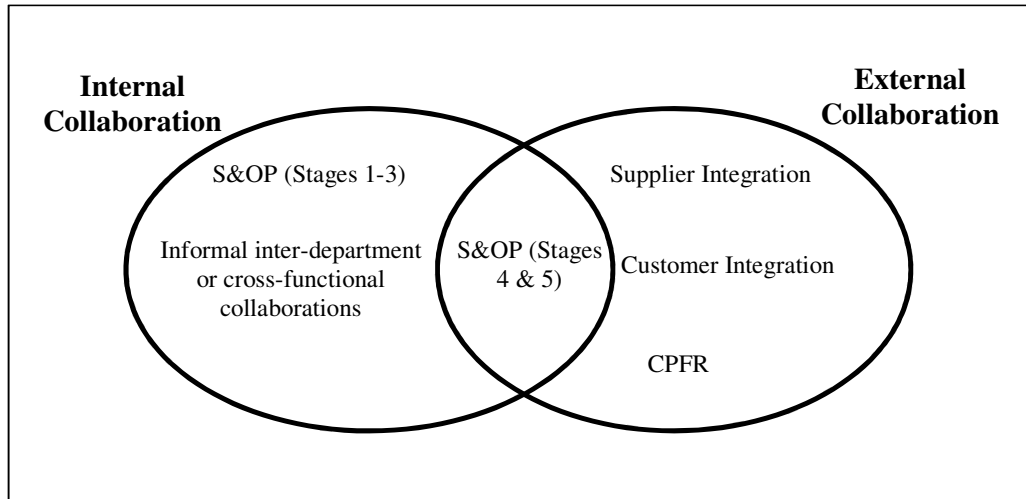 Internal
Collaboration
External
Collaboration
S&OP (Stages 1-3)
Supplier Integration
Informal inter-department
or cross-functional
collaborations
S&OP (Stages
4 & 5)
Customer Integration
CPFR